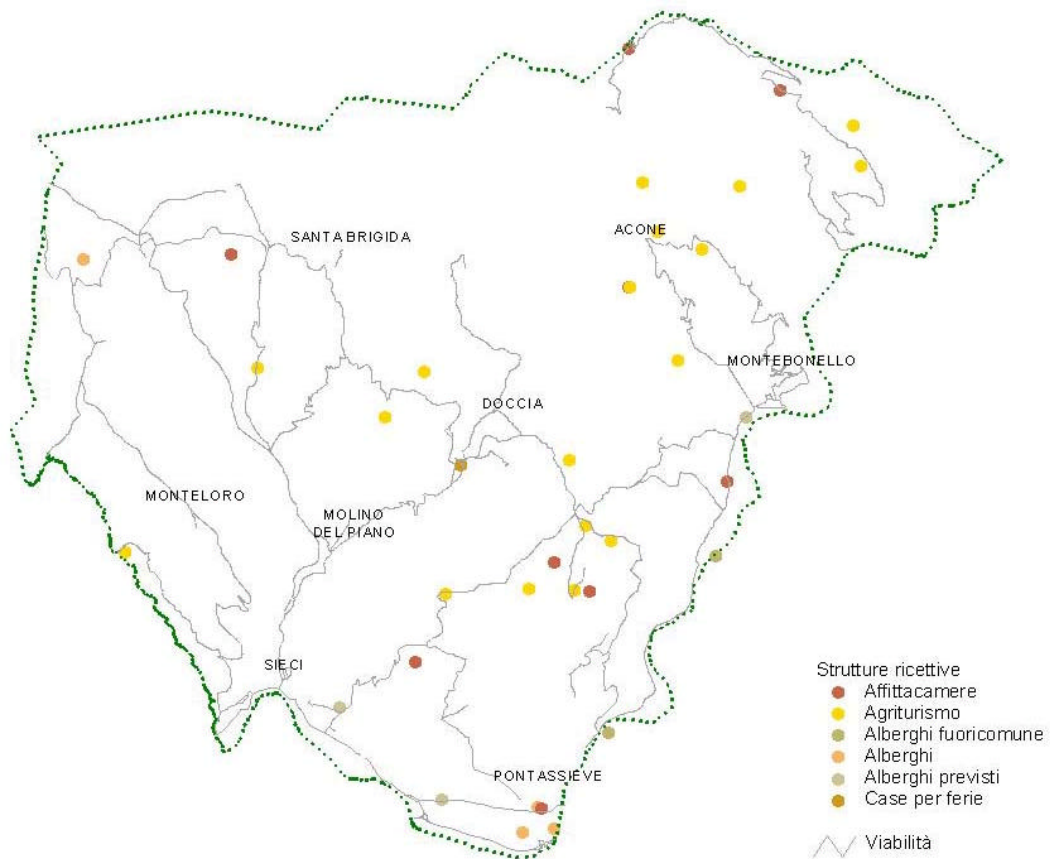 SANTA BRIGIDA
ACONE
MONTEBONELLO
DOCCIA
MONTELORO
MOLINO
DEL PIANO
SIECI
PONTASSIEVE
Strutture ricettive
Affittacamere
Agriturismo
Alberghi fuoricomune
Alberghi
Alberghi previsti
Case per ferie
Viabilità